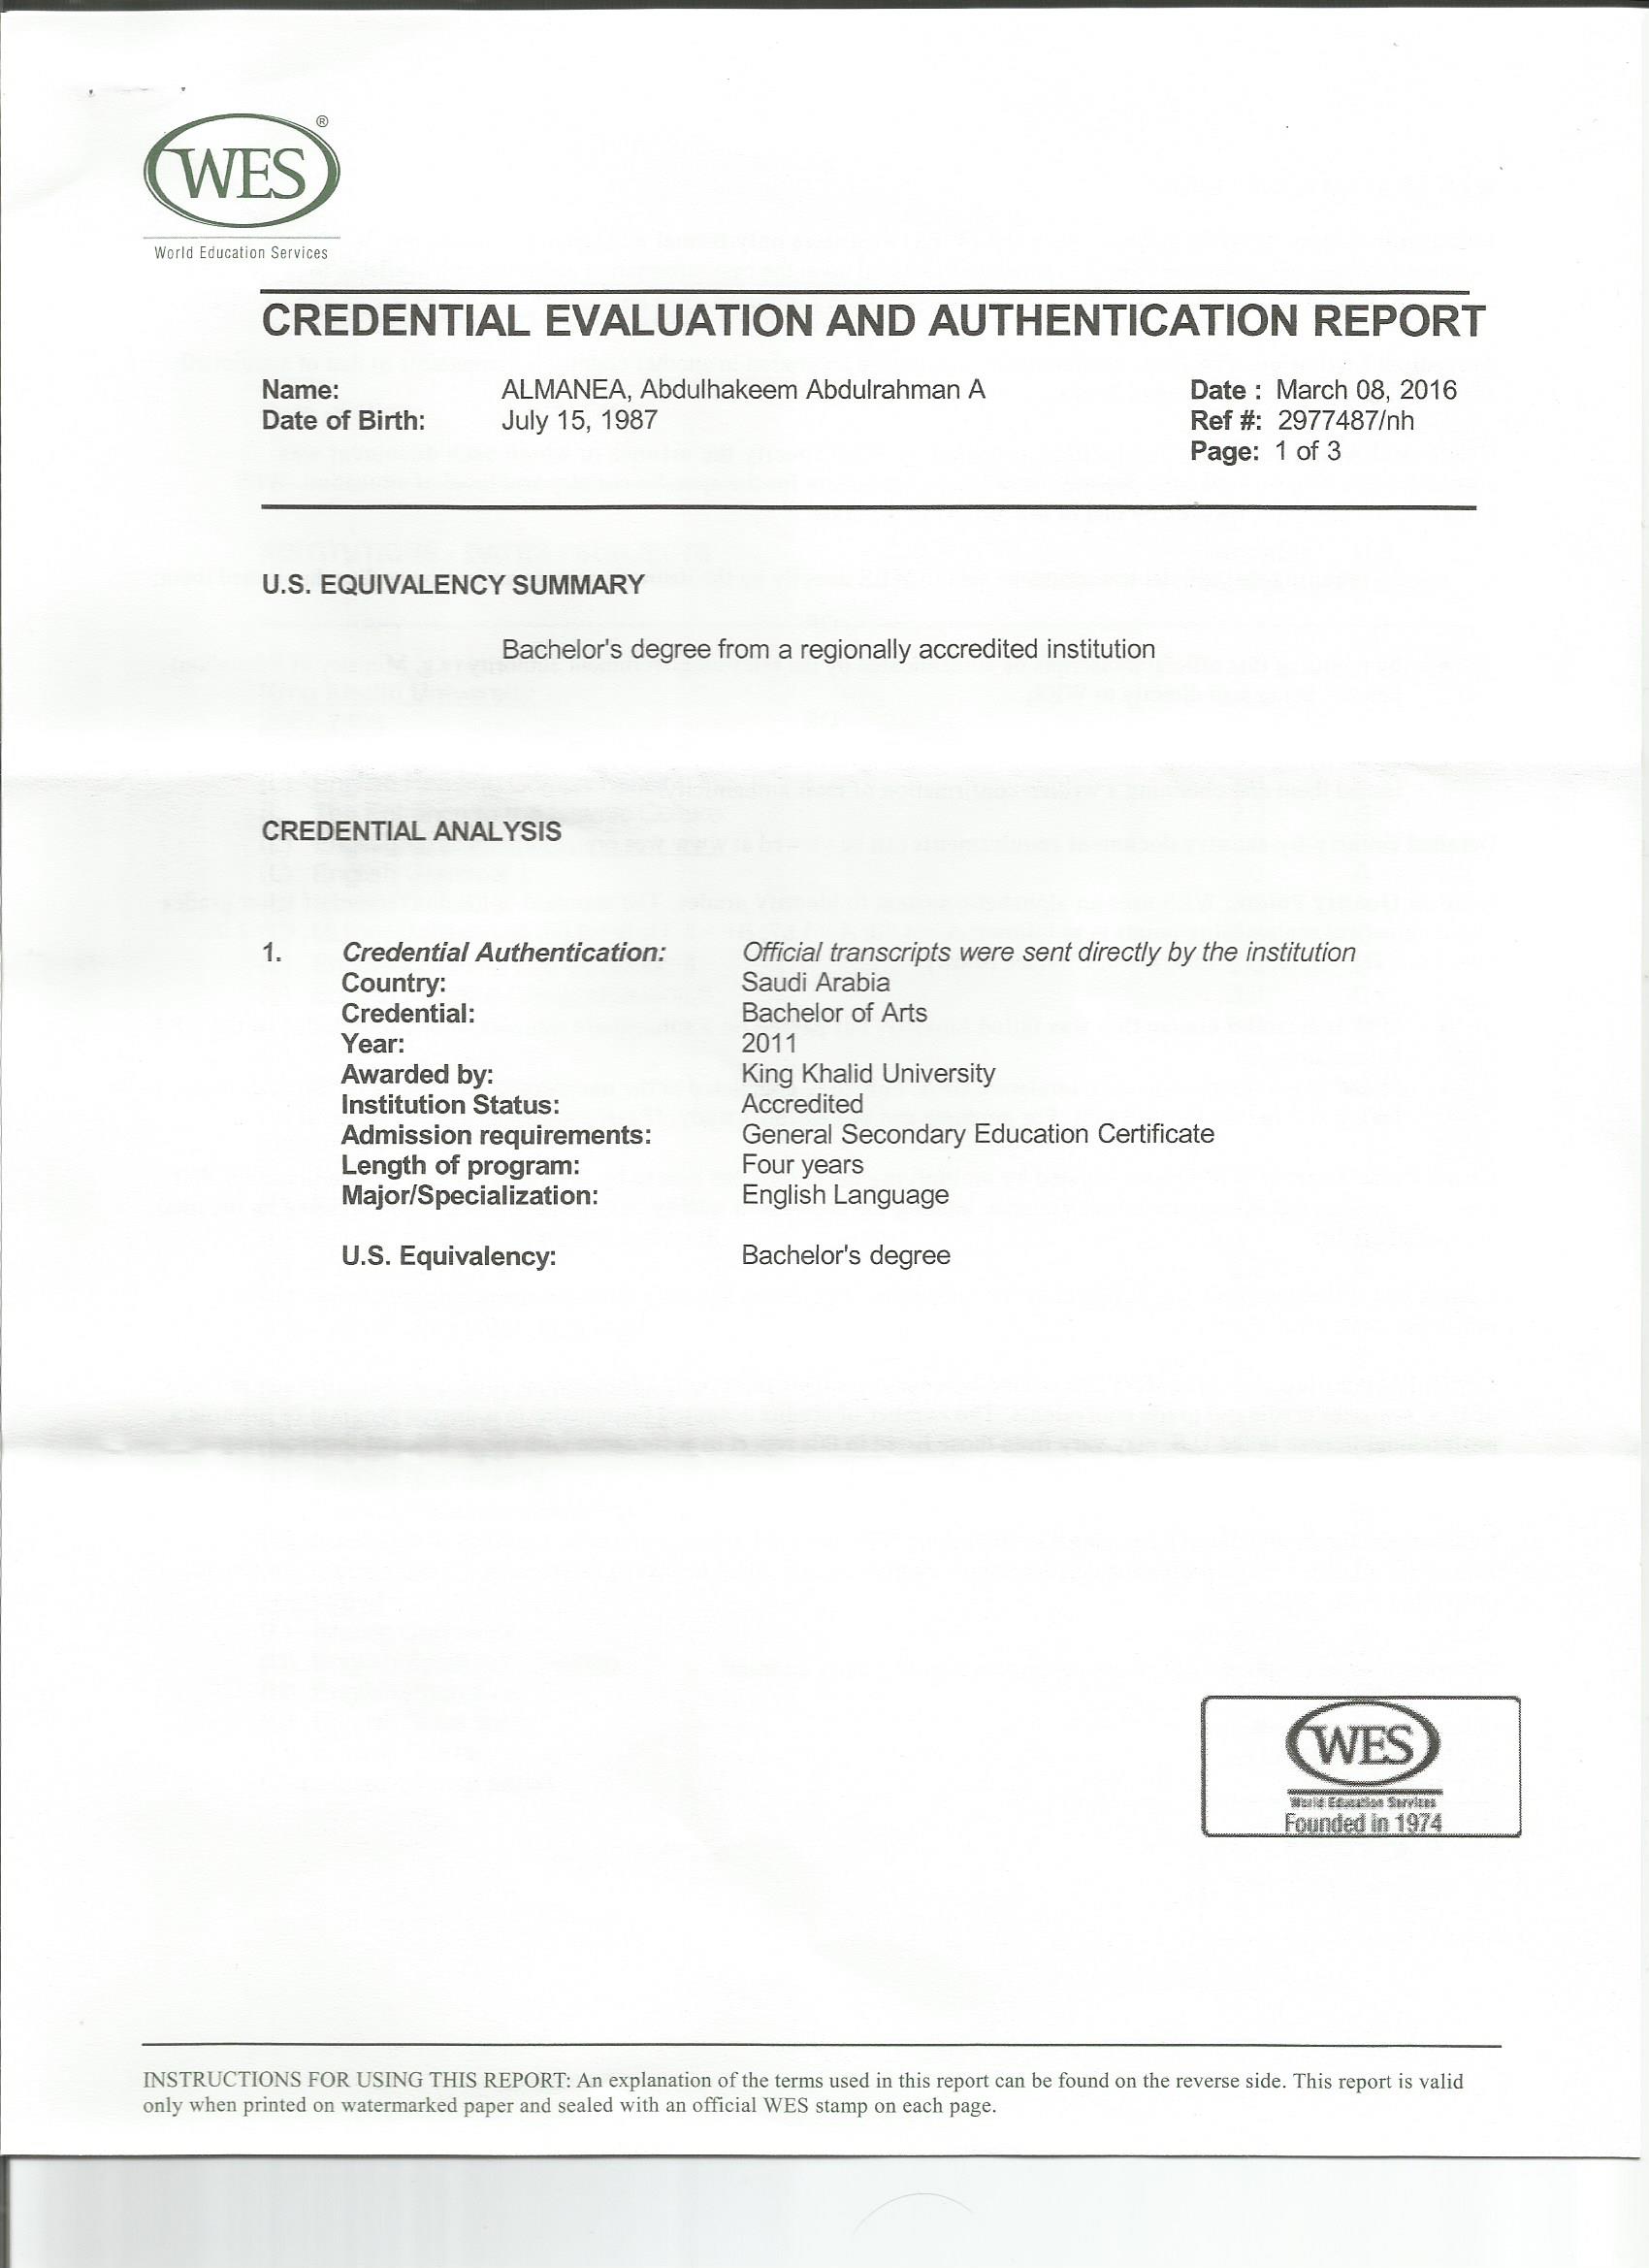 WES®
World Education Services
CREDENTIAL EVALUATION AND AUTHENTICATION REPORT
Name: ALMANEA, Abdulhakeem Abdulrahman A Date : March 08, 2016
Date of Birth: July 15, 1987 Ref #: 2977487/nh
Page: 1 of 3
U.S. EQUIVALENCY SUMMARY
Bachelor's degree from a regionally accredited institution
CREDENTIAL ANALYSIS
1. Credential Authentication: Official transcripts were sent directly by the institution
Country: Saudi Arabia
Credential: Bachelor of Arts
Year: 2011
Awarded by: King Khalid University
Institution Status: Accredited
Admission requirements: General Secondary Education Certificate
Length of program: Four years
Major/Specialization: English Language
U.S. Equivalency: Bachelor's degree
WES
World Education Services
Founded in 1974
INSTRUCTIONS FOR USING THIS REPORT: An explanation of the terms used in this report can be found on the reverse side. This report is valid
only when printed on watermarked paper and sealed with an official WES stamp on each page.